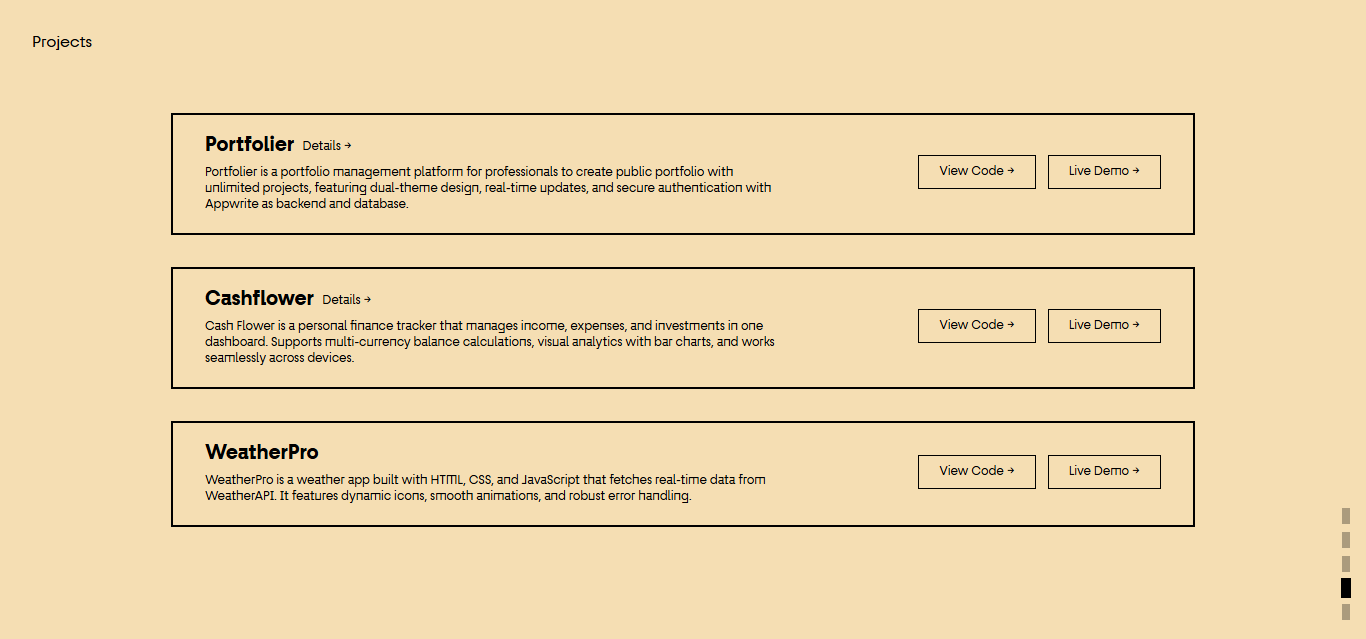 Projects
Portfolier Details →
Portfolier is a portfolio management platform for professionals to create public portfolio with
unlimited projects, featuring dual-theme design, real-time updates, and secure authentication with
Appwrite as backend and database.
View Code → Live Demo →
Cashflower Details →
Cash Flower is a personal finance tracker that manages income, expenses, and investments in one
dashboard. Supports multi-currency balance calculations, visual analytics with bar charts, and works
seamlessly across devices.
View Code → Live Demo →
WeatherPro
WeatherPro is a weather app built with HTML, CSS, and JavaScript that fetches real-time data from
WeatherAPI. It features dynamic icons, smooth animations, and robust error handling.
View Code → Live Demo →